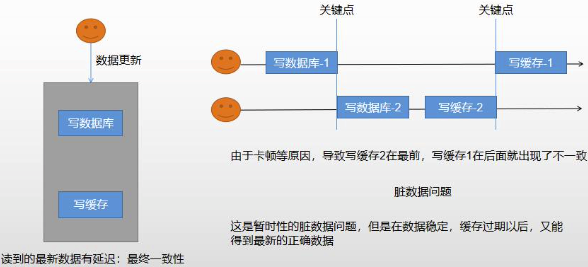 数据更新
写数据库
写缓存
读到的最新数据有延迟：最终一致性
关键点
关键点
写数据库-1
写缓存-1
写数据库-2
写缓存-2
由于卡顿等原因，导致写缓存2在最前，写缓存1在后面就出现了不一致
脏数据问题
这是暂时性的脏数据问题，但是在数据稳定，缓存过期以后，又能
得到最新的正确数据